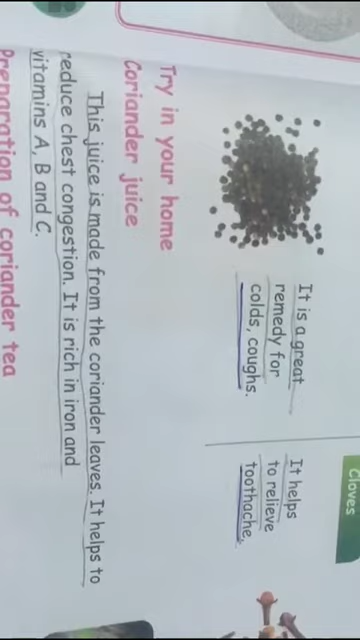 Cloves
It is a great
remedy for
colds, coughs.
It helps
to relieve
toothache.
Try in your home
Coriander juice
This juice is made from the coriander leaves. It helps to
reduce chest congestion. It is rich in iron and
vitamins A, B and C.
Preparation of coriander tea